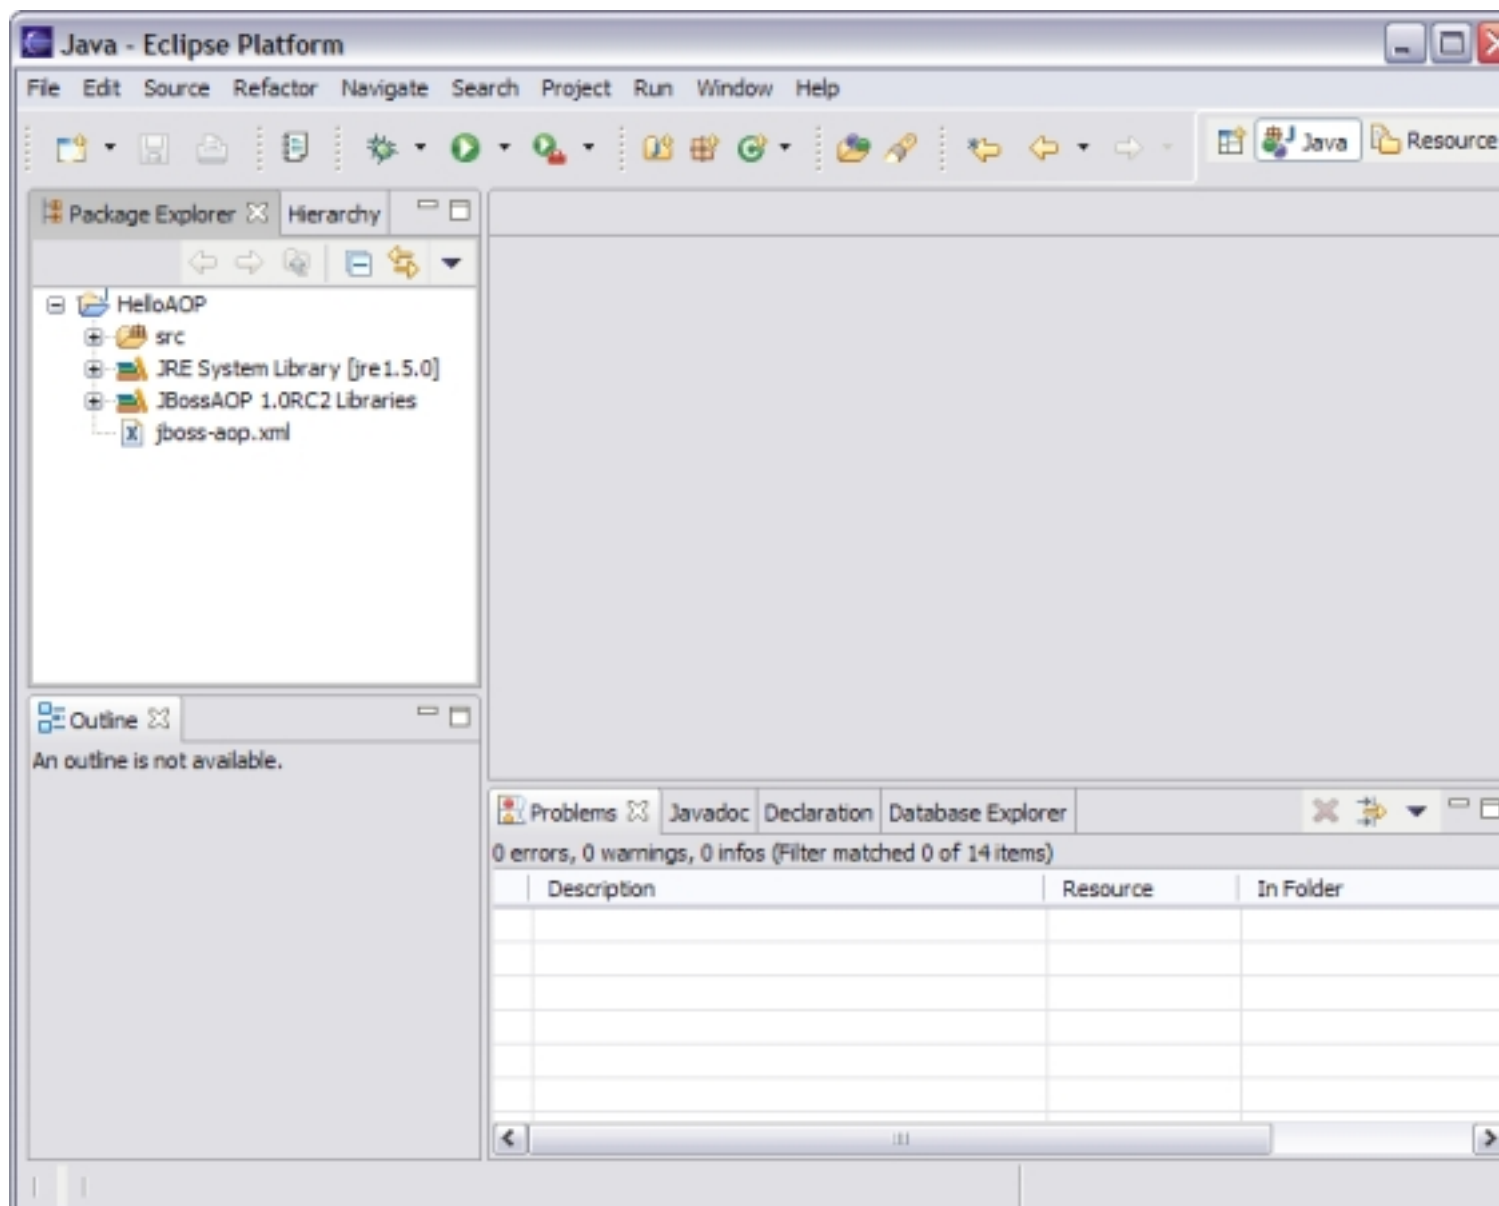 Java - Eclipse Platform
File Edit Source Refactor Navigate Search Project Run Window Help
Java Resource
Package Explorer Hierarchy
HelloAOP
src
JRE System Library [jre1.5.0]
JBossAOP 1.0RC2 Libraries
jboss-aop.xml
Outline
An outline is not available.
Problems Javadoc Declaration Database Explorer
0 errors, 0 warnings, 0 infos (Filter matched 0 of 14 items)
Description Resource In Folder